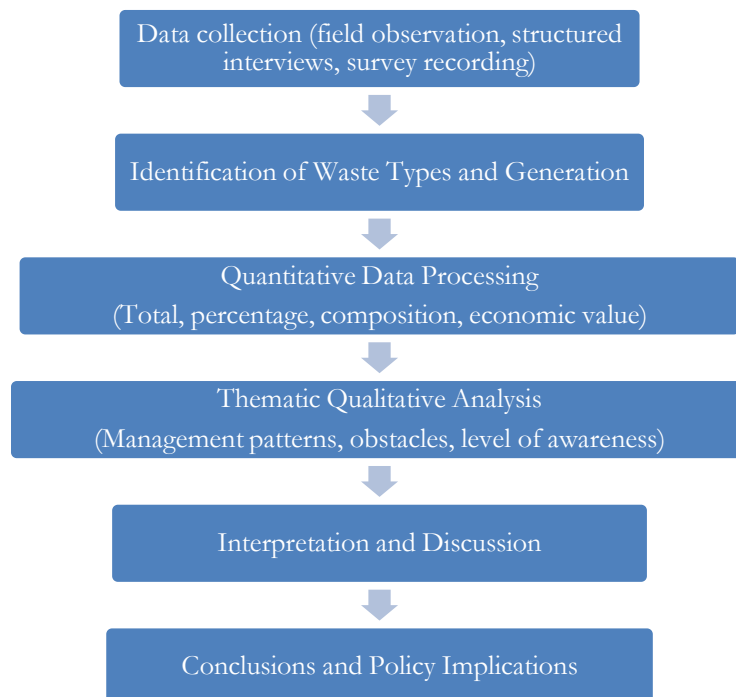 Data collection (field observation, structured
interviews, survey recording)
Identification of Waste Types and Generation
Quantitative Data Processing
(Total, percentage, composition, economic value)
Thematic Qualitative Analysis
(Management patterns, obstacles, level of awareness)
Interpretation and Discussion
Conclusions and Policy Implications